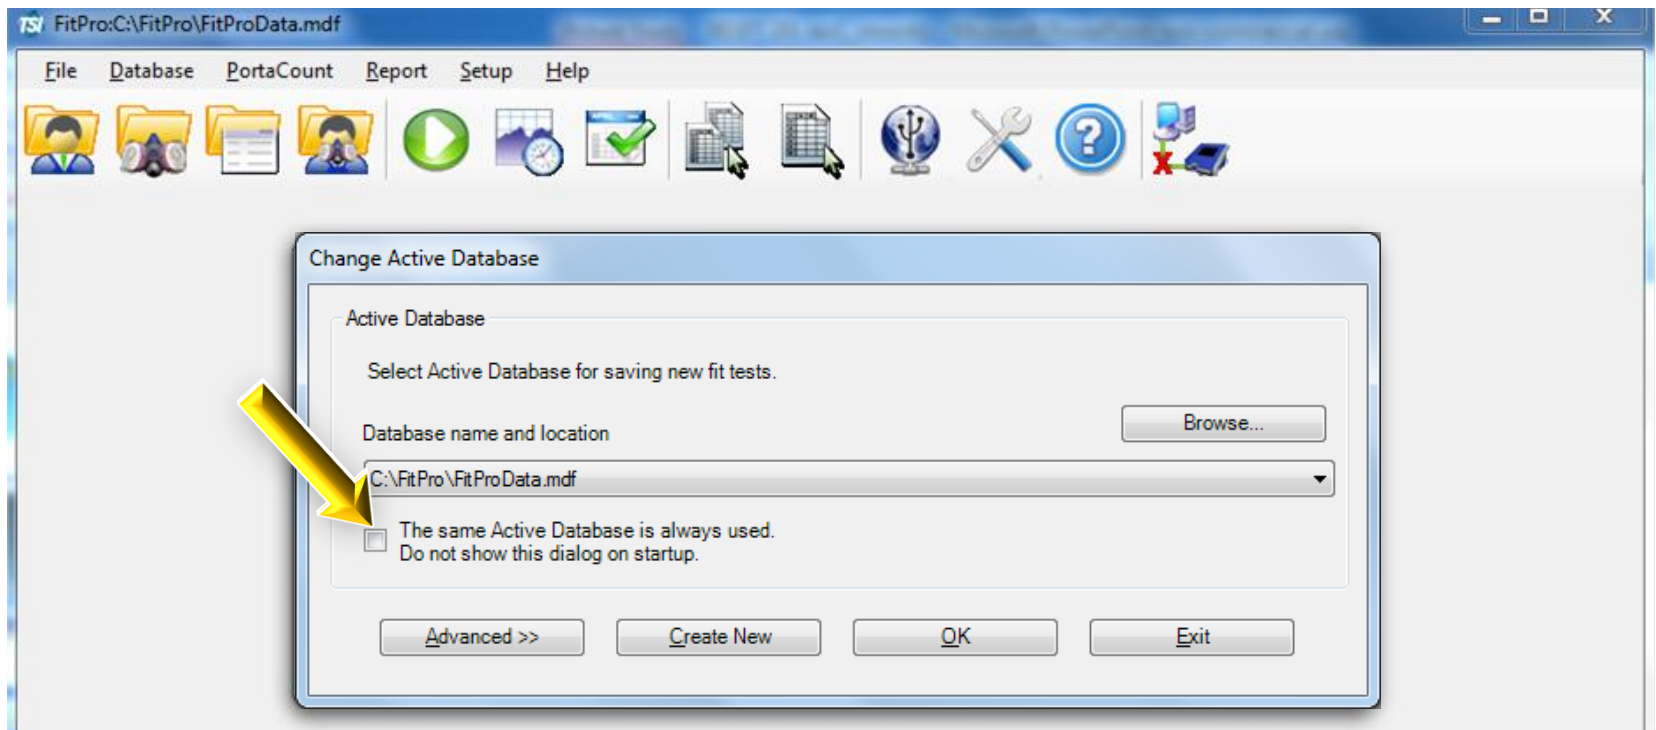 TSI FitPro:C:\FitPro\FitProData.mdf
File Database PortaCount Report Setup Help
Change Active Database
Active Database
Select Active Database for saving new fit tests.
Browse...
Database name and location
C:\FitPro\FitProData.mdf
The same Active Database is always used.
Do not show this dialog on startup.
Advanced >> Create New OK Exit